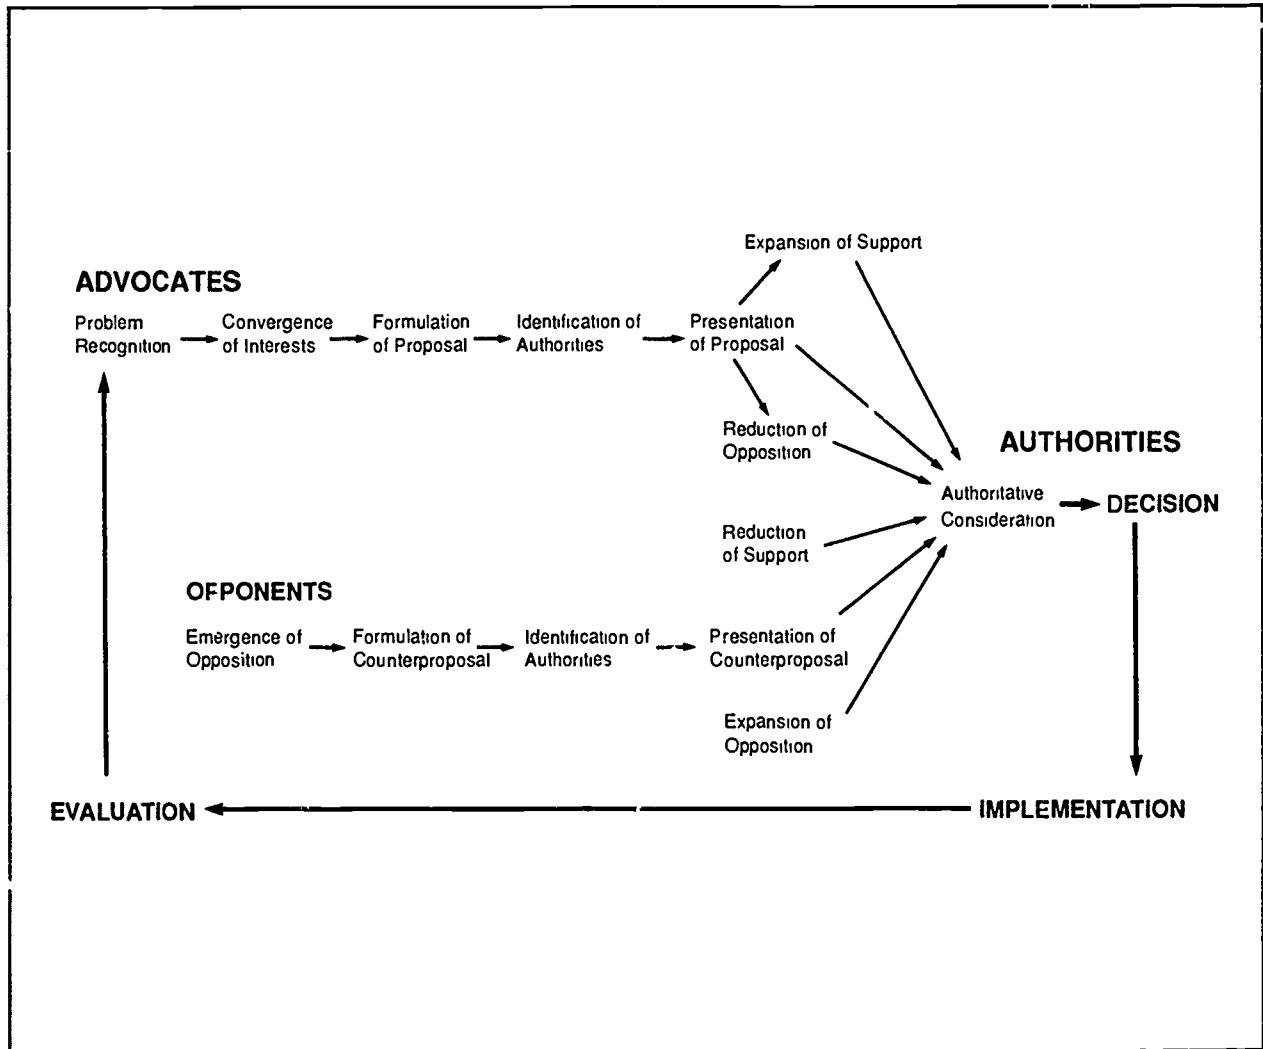 Expansion of Support
ADVOCATES
Problem
Recognition
Convergence
of Interests
Formulation
of Proposal
Identification of
Authorities
Presentation
of Proposal
Reduction of
Opposition
AUTHORITIES
Authoritative
Consideration
DECISION
Reduction
of Support
OPPONENTS
Emergence of
Opposition
Formulation of
Counterproposal
Identification of
Authorities
Presentation of
Counterproposal
Expansion of
Opposition
EVALUATION
IMPLEMENTATION